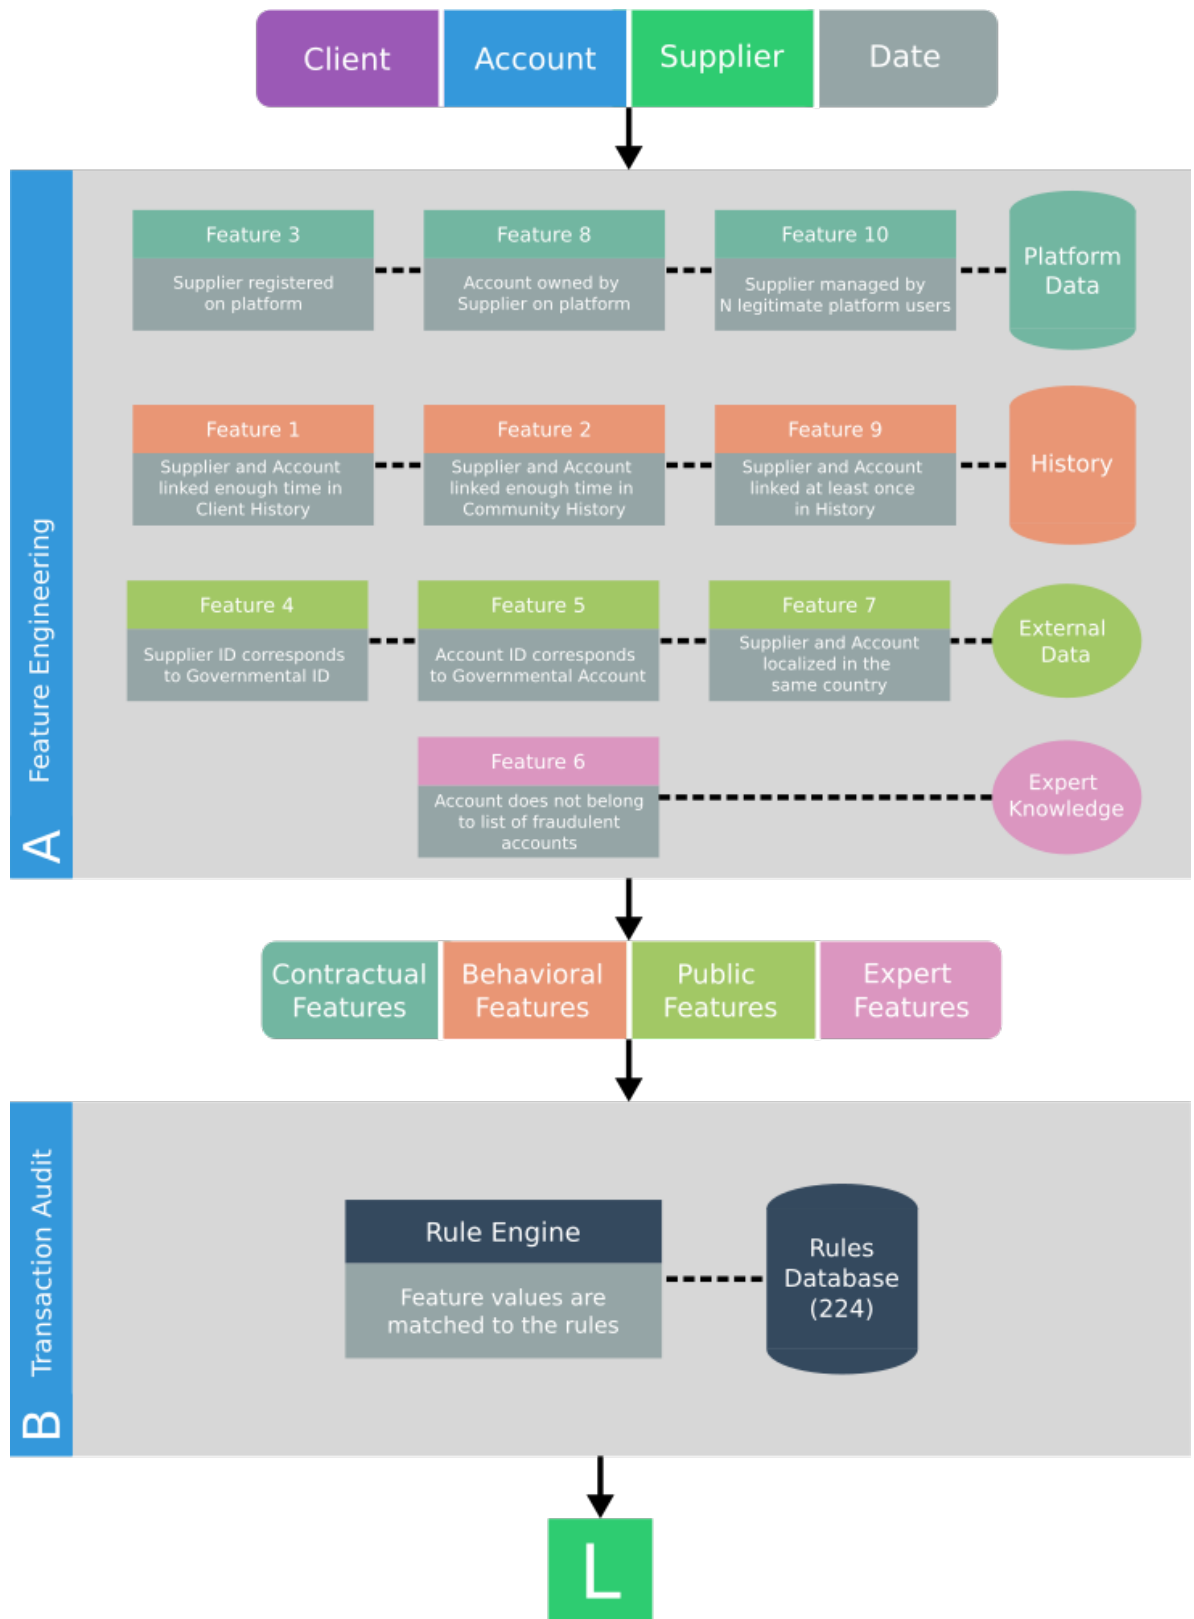 Client
Account
Supplier
Date
Feature 3
Supplier registered
on platform
Feature 8
Account owned by
Supplier on platform
Feature 10
Supplier managed by
N legitimate platform users
Platform
Data
Feature 1
Supplier and Account
linked enough time in
Client History
Feature 2
Supplier and Account
linked enough time in
Community History
Feature 9
Supplier and Account
linked at least once
in History
History
Feature 4
Supplier ID corresponds
to Governmental ID
Feature 5
Account ID corresponds
to Governmental Account
Feature 7
Supplier and Account
localized in the
same country
External
Data
Feature 6
Account does not belong
to list of fraudulent
accounts
Expert
Knowledge
A Feature Engineering
Contractual
Features
Behavioral
Features
Public
Features
Expert
Features
B Transaction Audit
Rule Engine
Feature values are
matched to the rules
Rules
Database
(224)
L